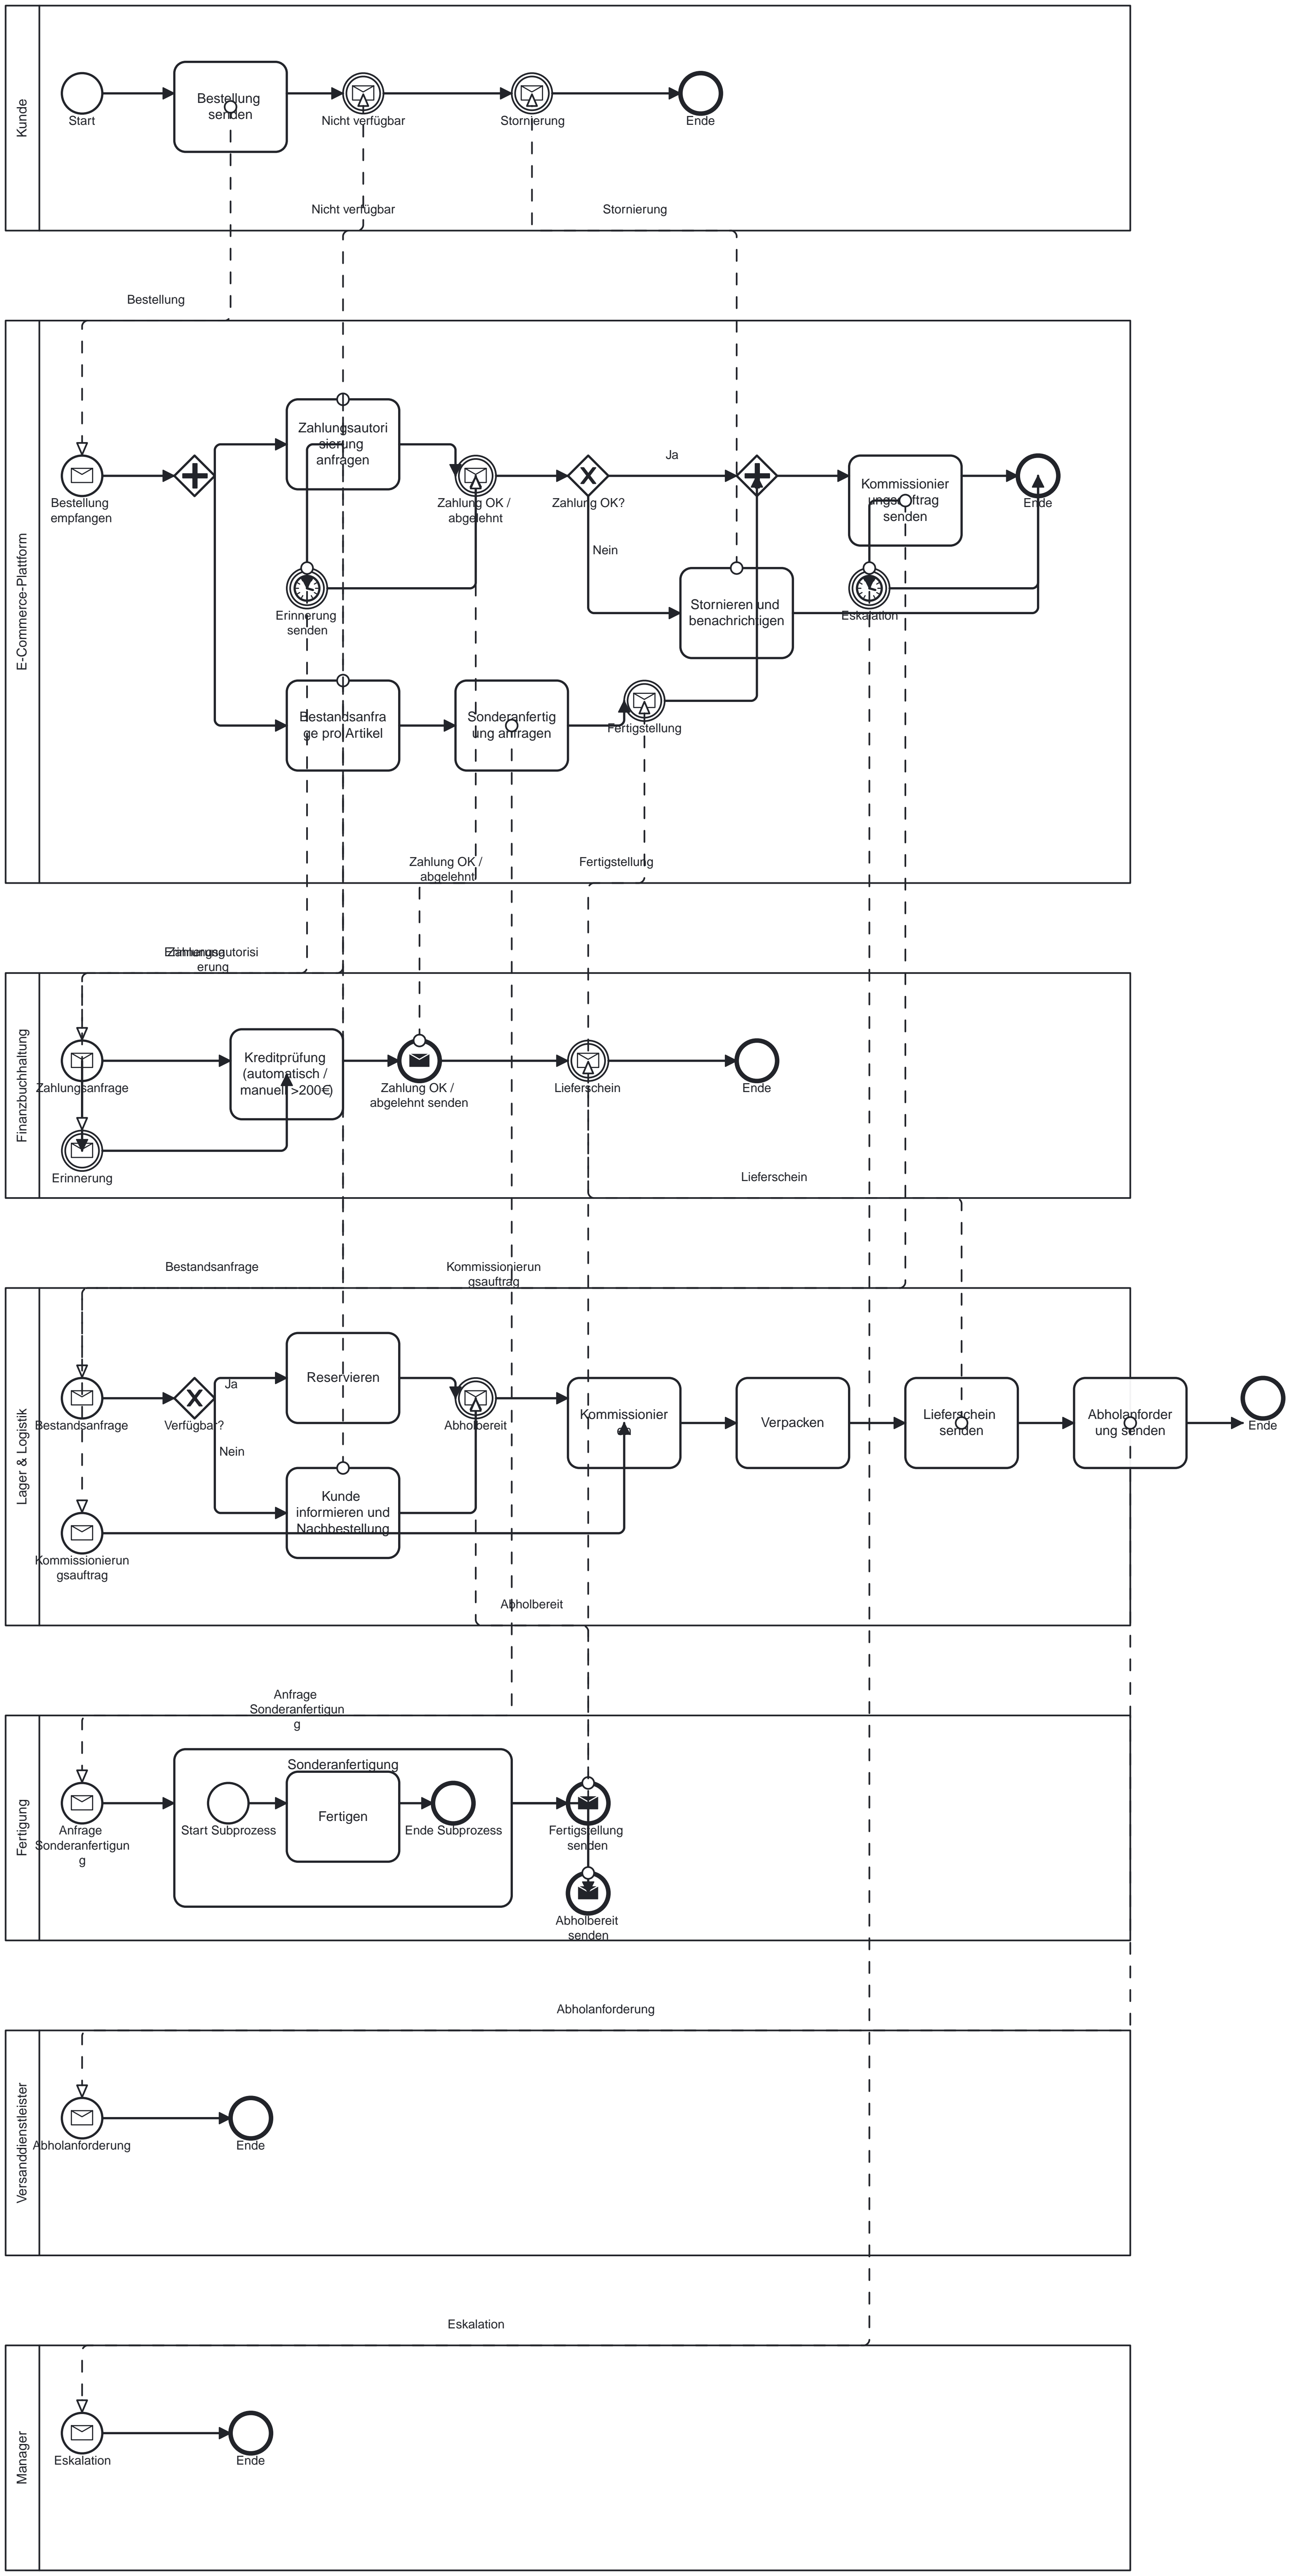 Kunde
Start
Bestellung
senden
Nicht verfügbar
Stornierung
Ende
Nicht verfügbar
Stornierung
Bestellung
E-Commerce-Plattform
Bestellung
empfangen
Zahlungsautori
sierung
anfragen
Zahlung OK /
abgelehnt
Zahlung OK?
Ja
Nein
Kommissionier
ungsauftrag
senden
Ende
Erinnerung
senden
Stornieren und
benachrichtigen
Eskalation
Bestandsanfra
ge pro Artikel
Sonderanfertig
ung anfragen
Fertigstellung
Zahlung OK /
abgelehnt
Fertigstellung
Erinnerung
Zahlungsautorisi
erung
Finanzbuchhaltung
Zahlungsanfrage
Kreditprüfung
(automatisch /
manuell >200€)
Zahlung OK /
abgelehnt senden
Lieferschein
Ende
Erinnerung
Lieferschein
Bestandsanfrage
Kommissionierun
gsauftrag
Lager & Logistik
Bestandsanfrage
Verfügbar?
Ja
Nein
Reservieren
Abholbereit
Kommissionier
en
Verpacken
Lieferschein
senden
Abholanforder
ung senden
Ende
Kunde
informieren und
Nachbestellung
Kommissionierun
gsauftrag
Abholbereit
Anfrage
Sonderanfertigun
g
Fertigung
Anfrage
Sonderanfertigun
g
Sonderanfertigung
Start Subprozess
Fertigen
Ende Subprozess
Fertigstellung
senden
Abholbereit
senden
Abholanforderung
Versanddienstleister
Abholanforderung
Ende
Eskalation
Manager
Eskalation
Ende